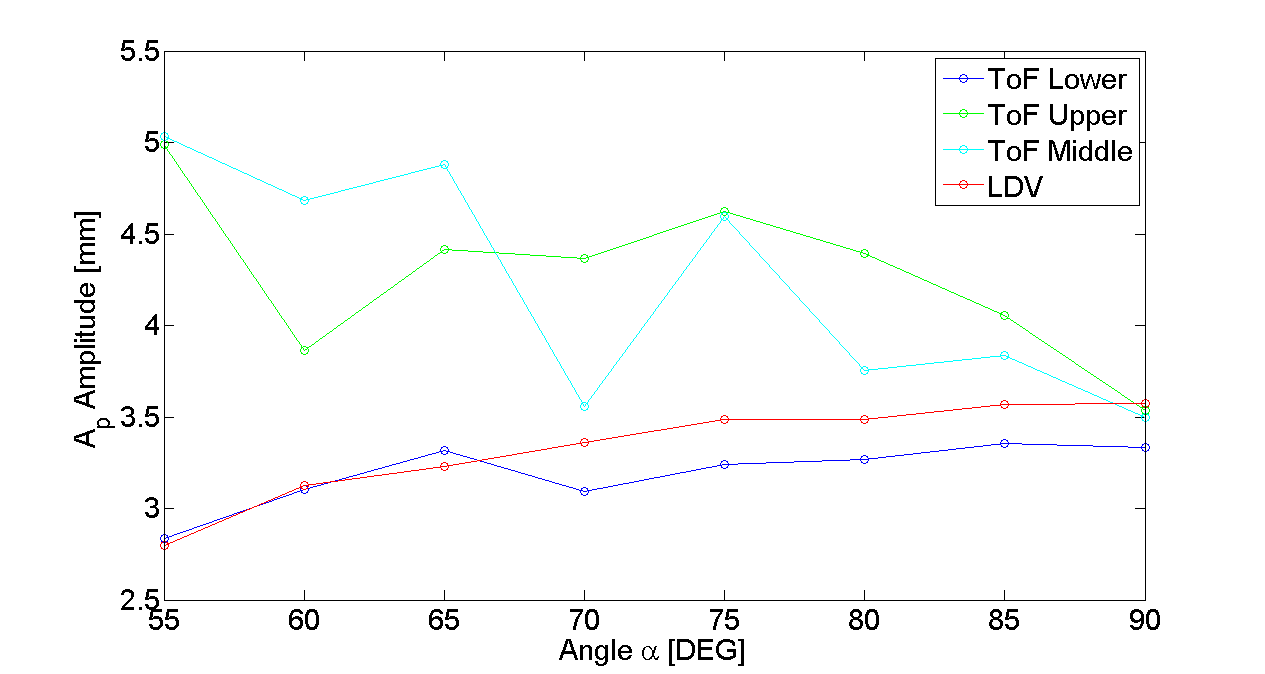 5.5
5
4.5
4
3.5
3
2.5
A_p Amplitude [mm]
ToF Lower
ToF Upper
ToF Middle
LDV
55 60 65 70 75 80 85 90
Angle α [DEG]